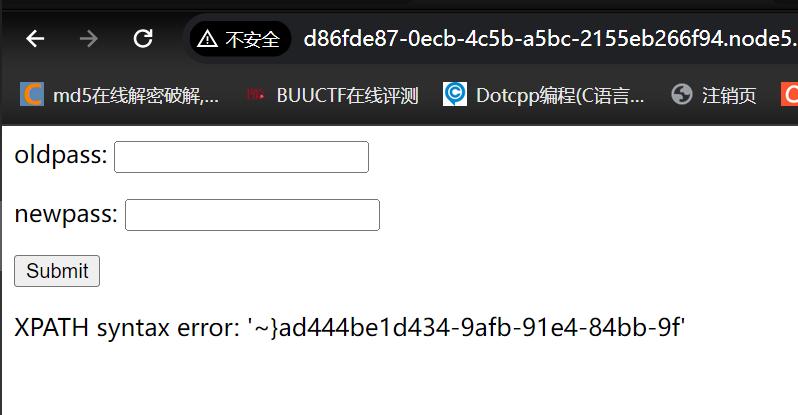 不安全 d86fde87-0ecb-4c5b-a5bc-2155eb266f94.node5.
md5在线解密破解,... BUUCTF在线评测 Dotcpp编程(C语言... 注销页
oldpass:
newpass:
Submit
XPATH syntax error: '~}ad444be1d434-9afb-91e4-84bb-9f'